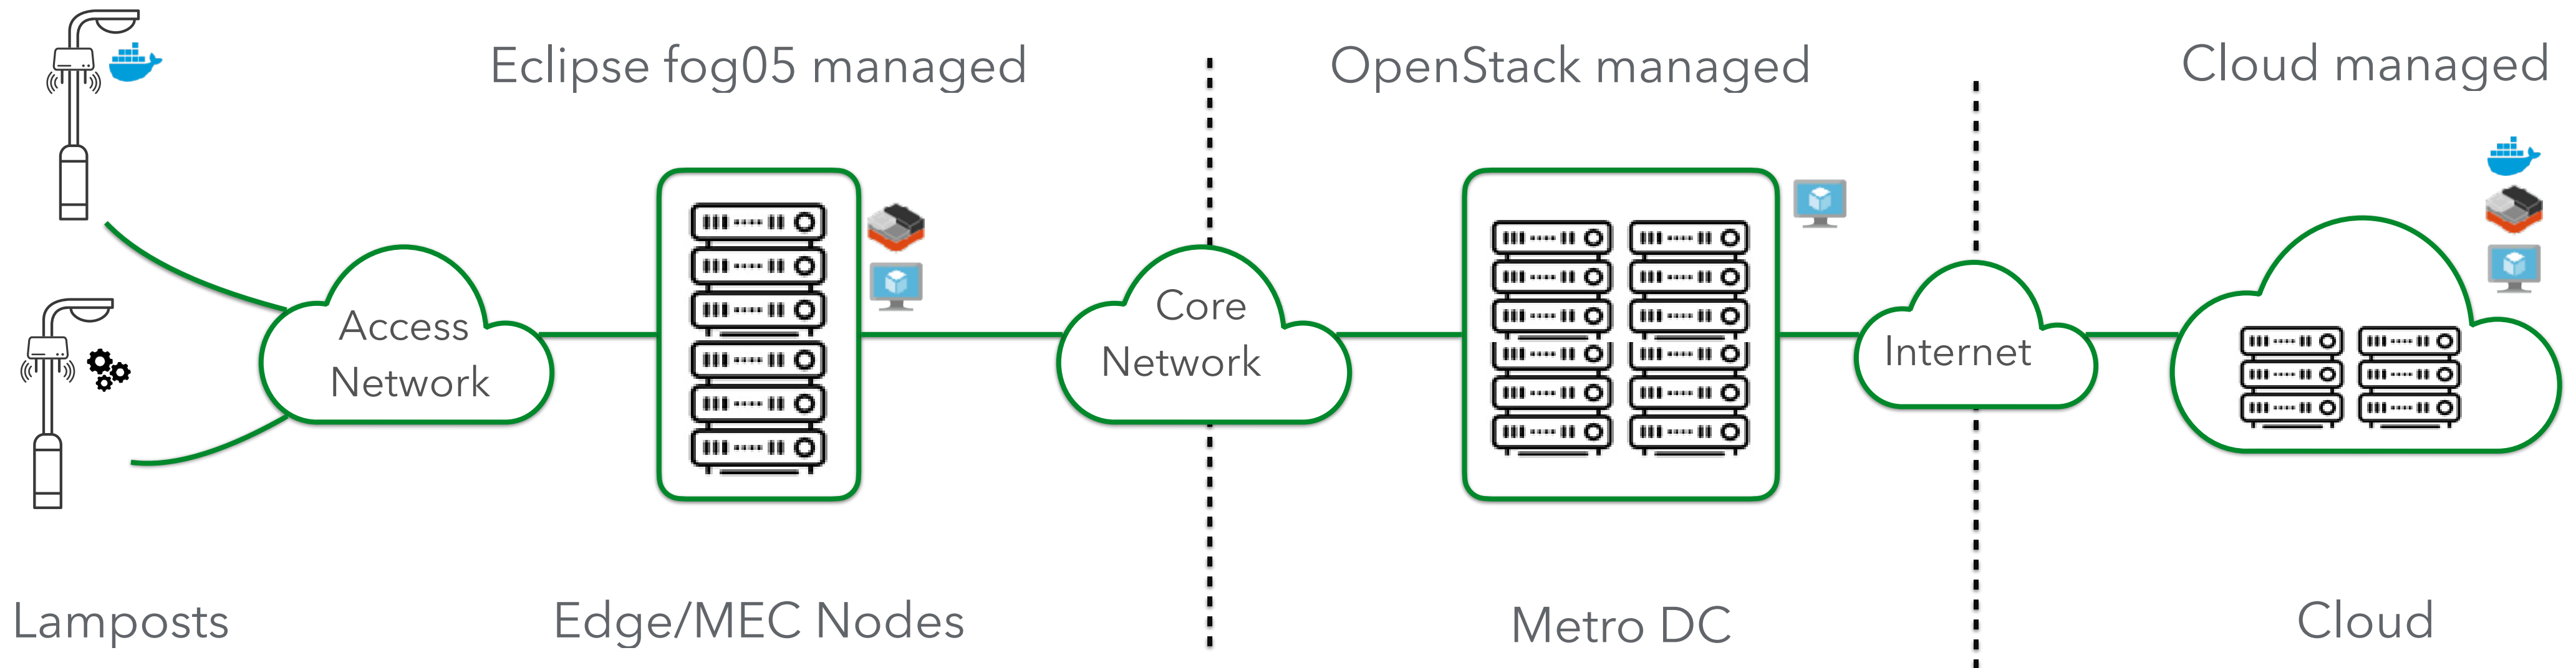 Eclipse fog05 managed
OpenStack managed
Cloud managed
Access
Network
Core
Network
Internet
Lamposts
Edge/MEC Nodes
Metro DC
Cloud